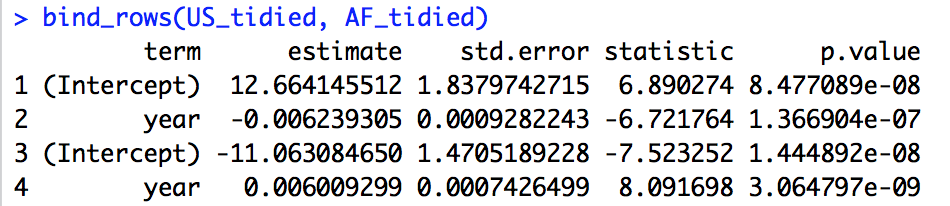 > bind_rows(US_tidied, AF_tidied)
term estimate std.error statistic p.value
1 (Intercept) 12.664145512 1.8379742715 6.890274 8.477089e-08
2 year -0.006239305 0.0009282243 -6.721764 1.366904e-07
3 (Intercept) -11.063084650 1.4705189228 -7.523252 1.444892e-08
4 year 0.006009299 0.0007426499 8.091698 3.064797e-09